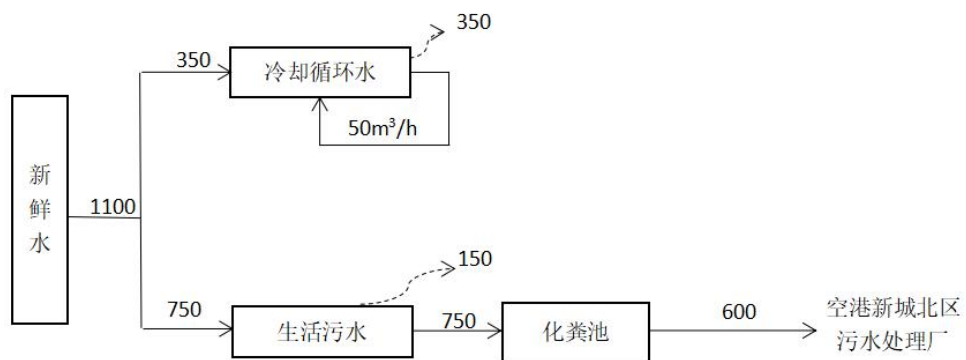 350
350
冷却循环水
50m³/h
新
鲜
水
1100
150
750
生活污水
750
化粪池
600
空港新城北区
污水处理厂